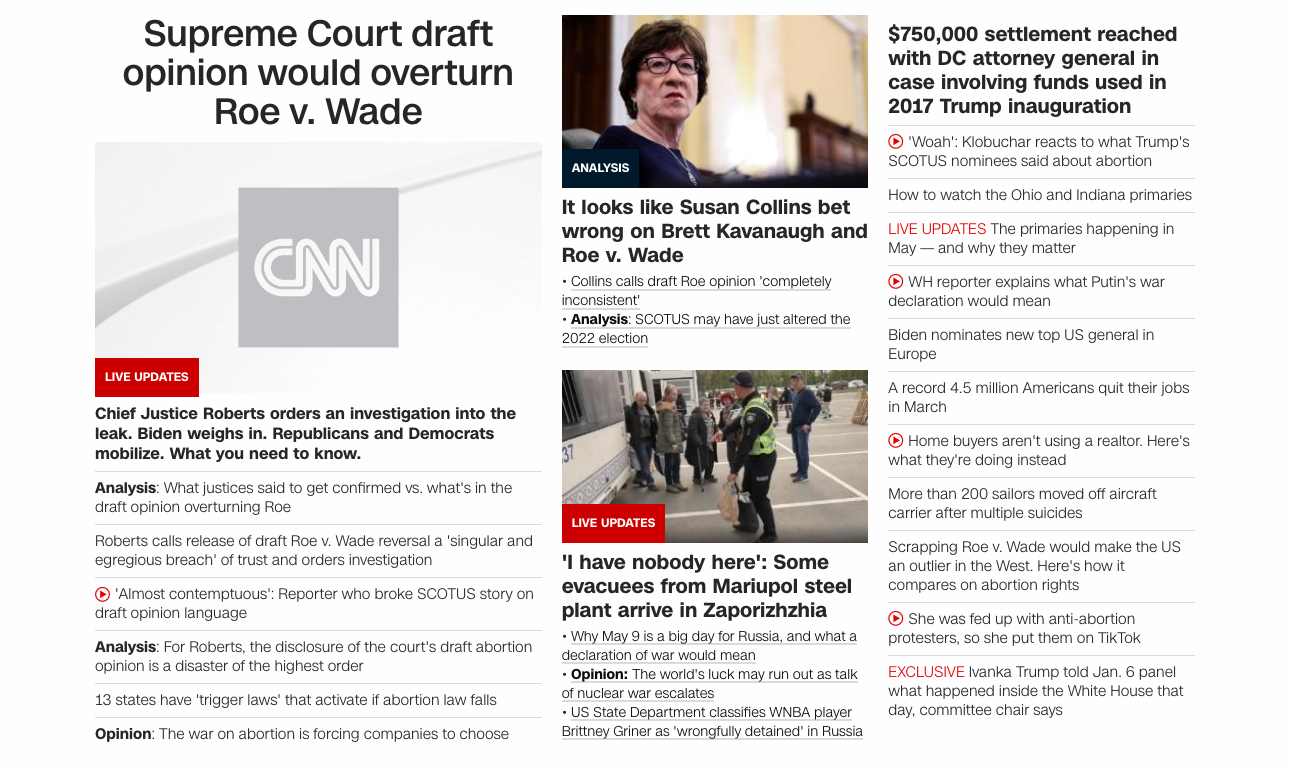 Supreme Court draft
opinion would overturn
Roe v. Wade
CNN
LIVE UPDATES
Chief Justice Roberts orders an investigation into the
leak. Biden weighs in. Republicans and Democrats
mobilize. What you need to know.
Analysis: What justices said to get confirmed vs. what's in the
draft opinion overturning Roe
Roberts calls release of draft Roe v. Wade reversal a 'singular and
egregious breach' of trust and orders investigation
'Almost contemptuous': Reporter who broke SCOTUS story on
draft opinion language
Analysis: For Roberts, the disclosure of the court's draft abortion
opinion is a disaster of the highest order
13 states have 'trigger laws' that activate if abortion law falls
Opinion: The war on abortion is forcing companies to choose
ANALYSIS
It looks like Susan Collins bet
wrong on Brett Kavanaugh and
Roe v. Wade
• Collins calls draft Roe opinion 'completely
inconsistent'
• Analysis: SCOTUS may have just altered the
2022 election
37
LIVE UPDATES
'I have nobody here': Some
evacuees from Mariupol steel
plant arrive in Zaporizhzhia
• Why May 9 is a big day for Russia, and what a
declaration of war would mean
• Opinion: The world's luck may run out as talk
of nuclear war escalates
• US State Department classifies WNBA player
Brittney Griner as 'wrongfully detained' in Russia
$750,000 settlement reached
with DC attorney general in
case involving funds used in
2017 Trump inauguration
'Woah': Klobuchar reacts to what Trump's
SCOTUS nominees said about abortion
How to watch the Ohio and Indiana primaries
LIVE UPDATES The primaries happening in
May — and why they matter
WH reporter explains what Putin's war
declaration would mean
Biden nominates new top US general in
Europe
A record 4.5 million Americans quit their jobs
in March
Home buyers aren't using a realtor. Here's
what they're doing instead
More than 200 sailors moved off aircraft
carrier after multiple suicides
Scrapping Roe v. Wade would make the US
an outlier in the West. Here's how it
compares on abortion rights
She was fed up with anti-abortion
protesters, so she put them on TikTok
EXCLUSIVE Ivanka Trump told Jan. 6 panel
what happened inside the White House that
day, committee chair says